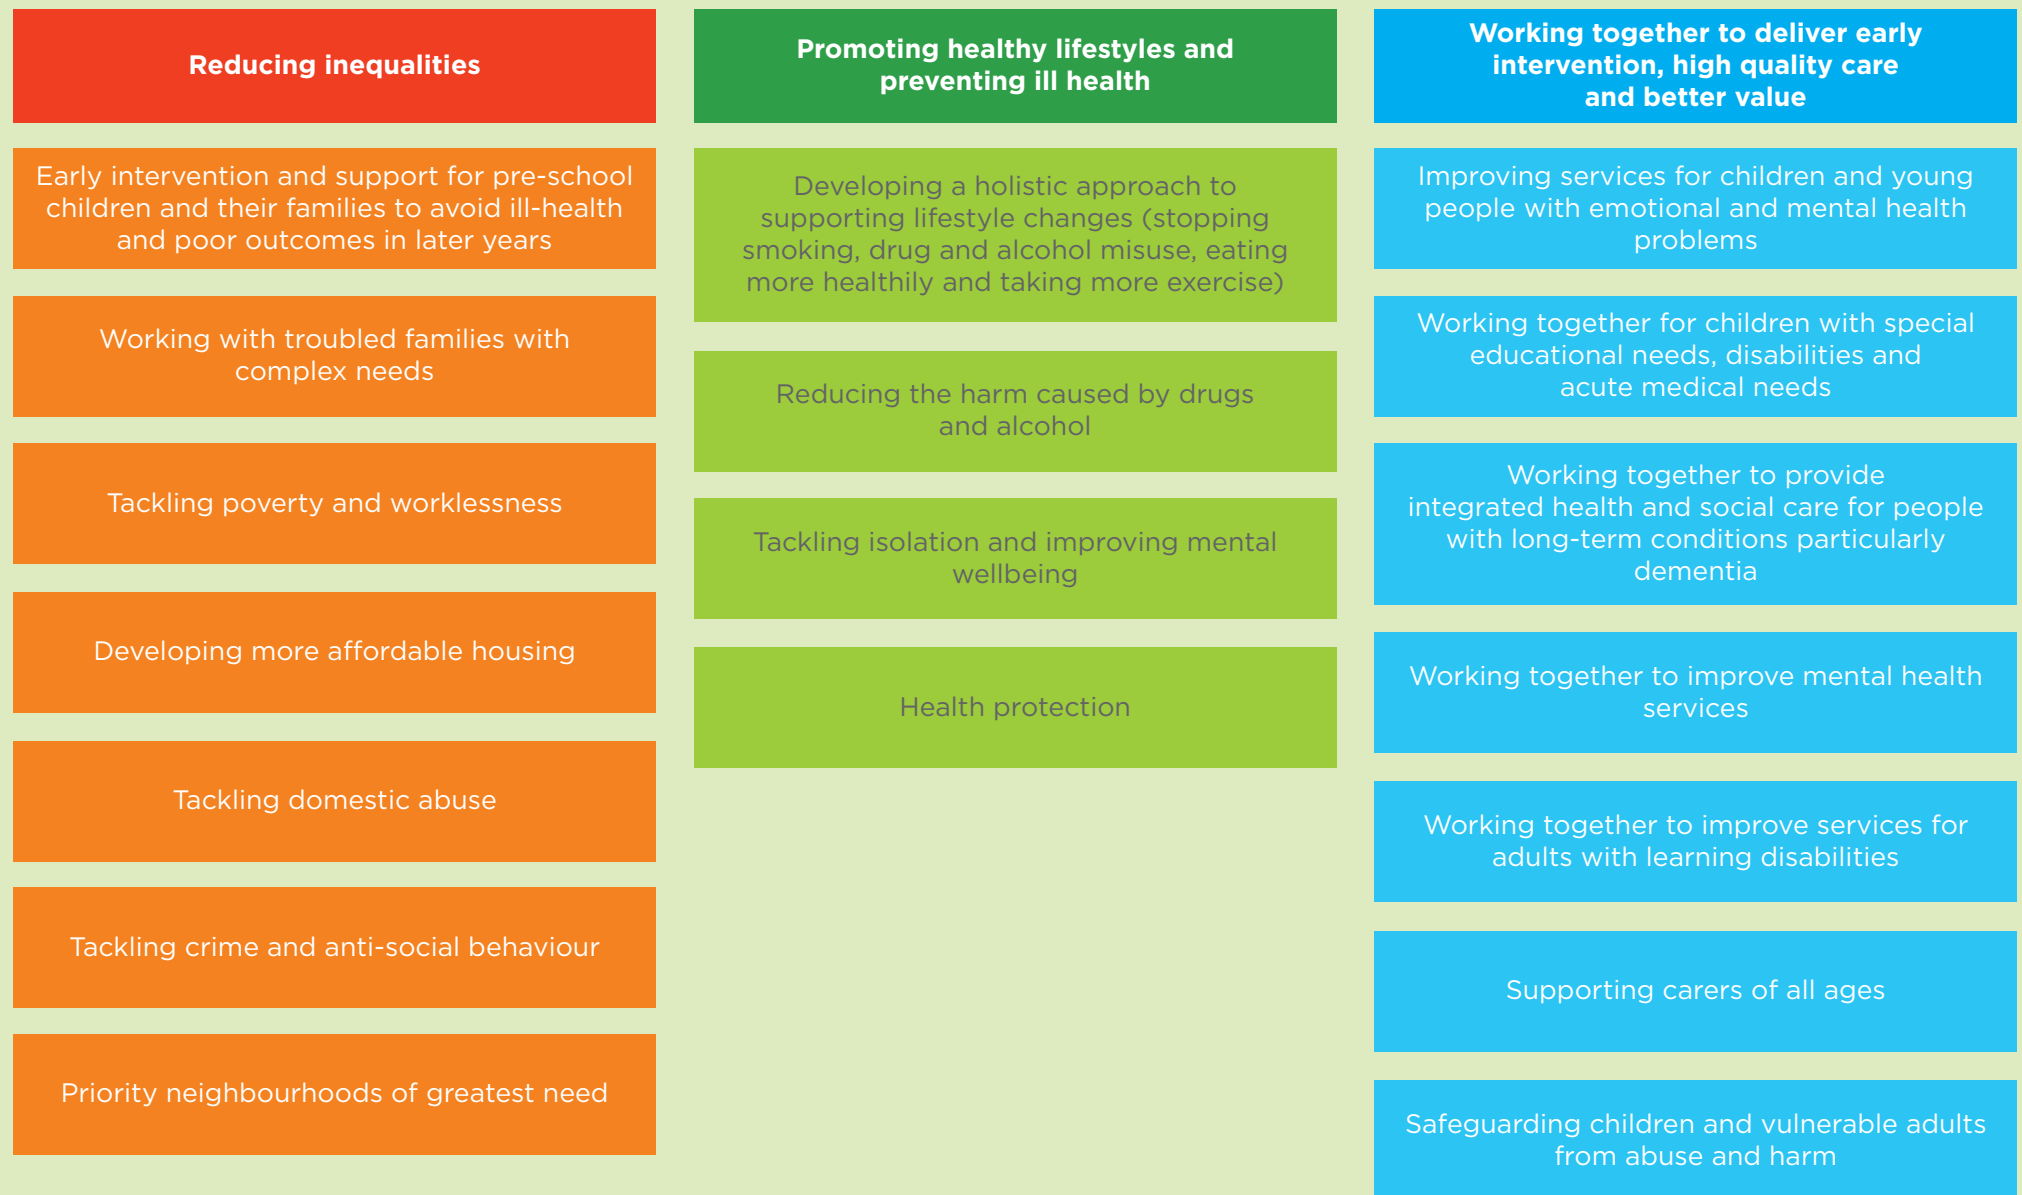 Reducing inequalities
Early intervention and support for pre-school
children and their families to avoid ill-health
and poor outcomes in later years
Working with troubled families with
complex needs
Tackling poverty and worklessness
Developing more affordable housing
Tackling domestic abuse
Tackling crime and anti-social behaviour
Priority neighbourhoods of greatest need
Promoting healthy lifestyles and
preventing ill health
Developing a holistic approach to
supporting lifestyle changes (stopping
smoking, drug and alcohol misuse, eating
more healthily and taking more exercise)
Reducing the harm caused by drugs
and alcohol
Tackling isolation and improving mental
wellbeing
Health protection
Working together to deliver early
intervention, high quality care
and better value
Improving services for children and young
people with emotional and mental health
problems
Working together for children with special
educational needs, disabilities and
acute medical needs
Working together to provide
integrated health and social care for people
with long-term conditions particularly
dementia
Working together to improve mental health
services
Working together to improve services for
adults with learning disabilities
Supporting carers of all ages
Safeguarding children and vulnerable adults
from abuse and harm